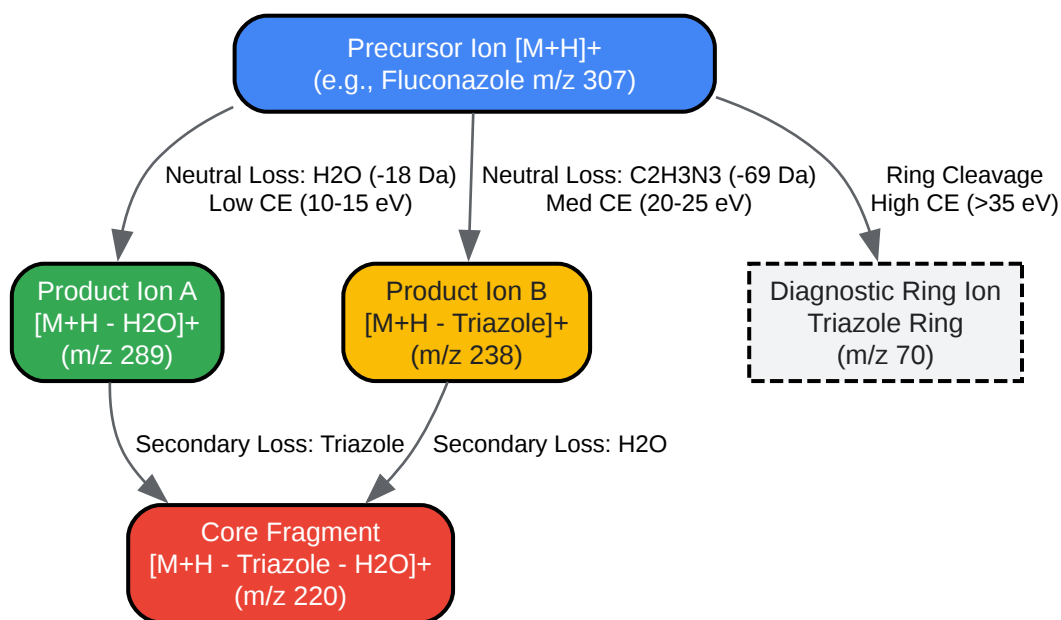 Precursor Ion [M+H]+
(e.g., Fluconazole m/z 307)
Neutral Loss: H2O (-18 Da)
Low CE (10-15 eV)
Neutral Loss: C2H3N3 (-69 Da)
Med CE (20-25 eV)
Ring Cleavage
High CE (>35 eV)
Product Ion A
[M+H - H2O]+
(m/z 289)
Product Ion B
[M+H - Triazole]+
(m/z 238)
Diagnostic Ring Ion
Triazole Ring
(m/z 70)
Secondary Loss: Triazole
Secondary Loss: H2O
Core Fragment
[M+H - Triazole - H2O]+
(m/z 220)